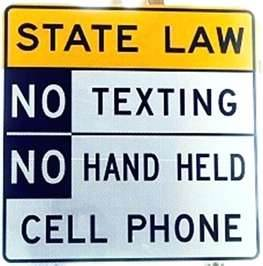 STATE LAW
NO TEXTING
NO HAND HELD
CELL PHONE